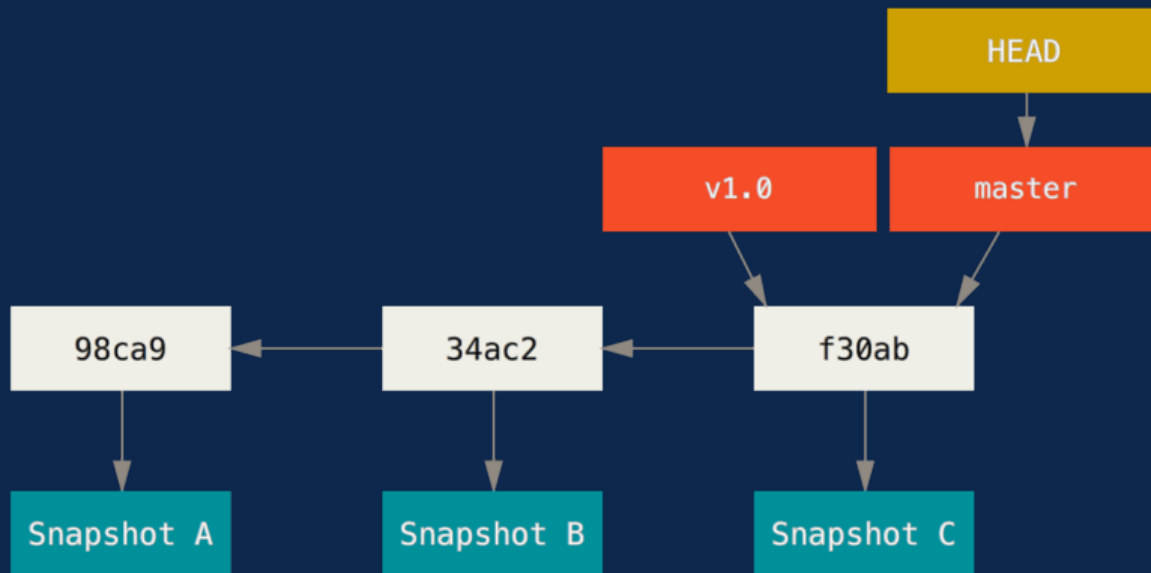 HEAD
v1.0
master
98ca9
34ac2
f30ab
Snapshot A
Snapshot B
Snapshot C